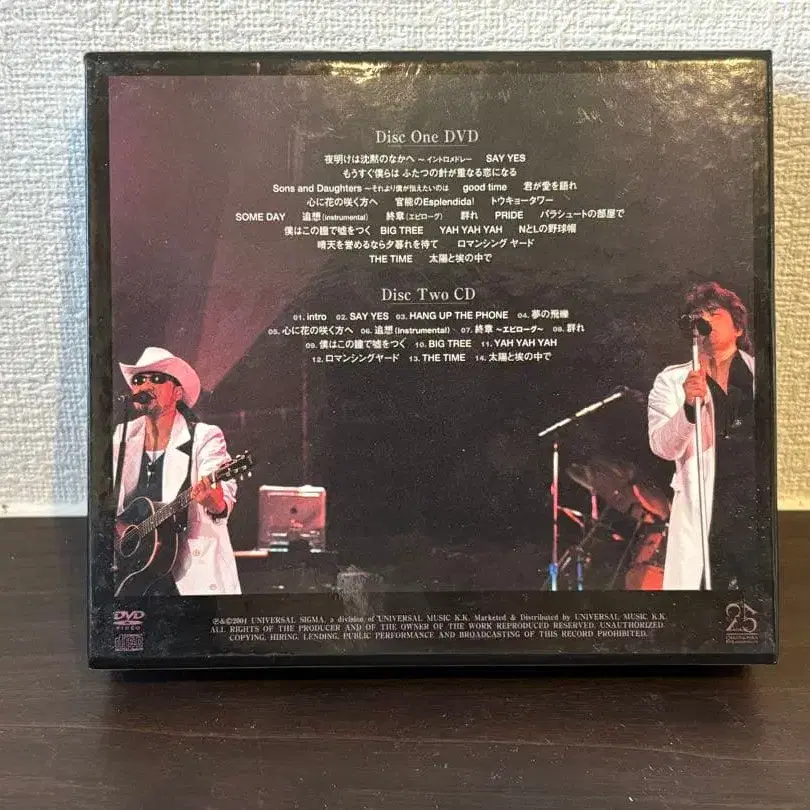 Disc One DVD
夜明けは沈黙のなかへ ～イントロメドレー SAY YES
もうすぐ僕らは ふたつの針が重なる恋になる
Sons and Daughters ～それより僕が伝えたいのは good time 君が愛を語れ
心に花の咲く方へ 官能のEsplendida! トウキョータワー
SOME DAY 追想(instrumental) 終章(エピローグ) 群れ PRIDE パラシュートの部屋で
僕はこの瞳で嘘をつく BIG TREE YAH YAH YAH NとLの野球帽
晴天を誉めるなら夕暮れを待て ロマンシング ヤード
THE TIME 太陽と埃の中で
Disc Two CD
01. intro 02. SAY YES 03. HANG UP THE PHONE 04. 夢の飛礫
05. 心に花の咲く方へ 06. 追想(Instrumental) 07. 終章 ～エピローグ～ 08. 群れ
09. 僕はこの瞳で嘘をつく 10. BIG TREE 11. YAH YAH YAH
12. ロマンシングヤード 13. THE TIME 14. 太陽と埃の中で
DVD
VIDEO
℗&©2004 UNIVERSAL SIGMA, a division of UNIVERSAL MUSIC K.K. Marketed & Distributed by UNIVERSAL MUSIC K.K.
ALL RIGHTS OF THE PRODUCER AND OF THE OWNER OF THE WORK REPRODUCED RESERVED. UNAUTHORIZED
COPYING, HIRING, LENDING, PUBLIC PERFORMANCE AND BROADCASTING OF THIS RECORD PROHIBITED.
25